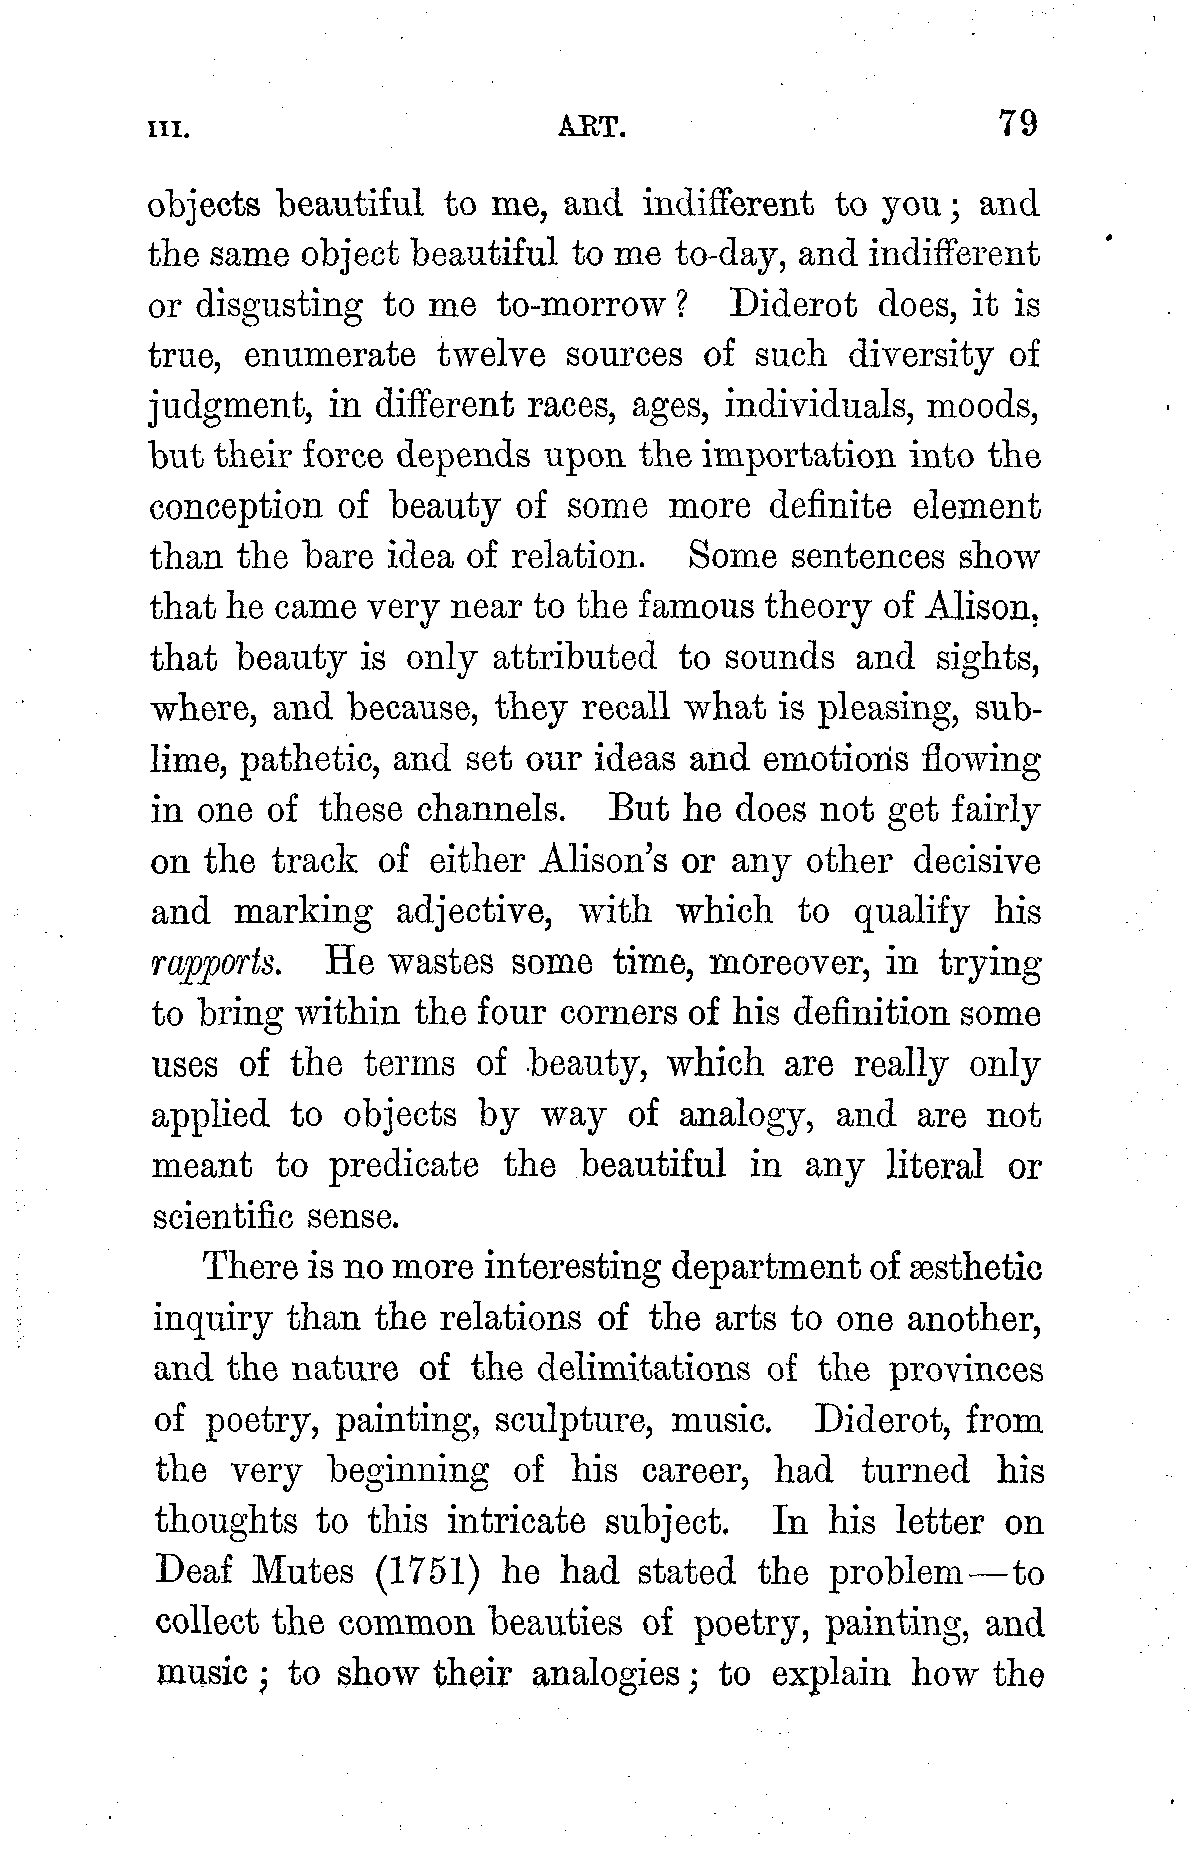 III. ART. 79
objects beautiful to me, and indifferent to you; and
the same object beautiful to me to-day, and indifferent
or disgusting to me to-morrow? Diderot does, it is
true, enumerate twelve sources of such diversity of
judgment, in different races, ages, individuals, moods,
but their force depends upon the importation into the
conception of beauty of some more definite element
than the bare idea of relation. Some sentences show
that he came very near to the famous theory of Alison,
that beauty is only attributed to sounds and sights,
where, and because, they recall what is pleasing, sub-
lime, pathetic, and set our ideas and emotions flowing
in one of these channels. But he does not get fairly
on the track of either Alison's or any other decisive
and marking adjective, with which to qualify his
rapports. He wastes some time, moreover, in trying
to bring within the four corners of his definition some
uses of the terms of beauty, which are really only
applied to objects by way of analogy, and are not
meant to predicate the beautiful in any literal or
scientific sense.
There is no more interesting department of æsthetic
inquiry than the relations of the arts to one another,
and the nature of the delimitations of the provinces
of poetry, painting, sculpture, music. Diderot, from
the very beginning of his career, had turned his
thoughts to this intricate subject. In his letter on
Deaf Mutes (1751) he had stated the problem—to
collect the common beauties of poetry, painting, and
music; to show their analogies; to explain how the